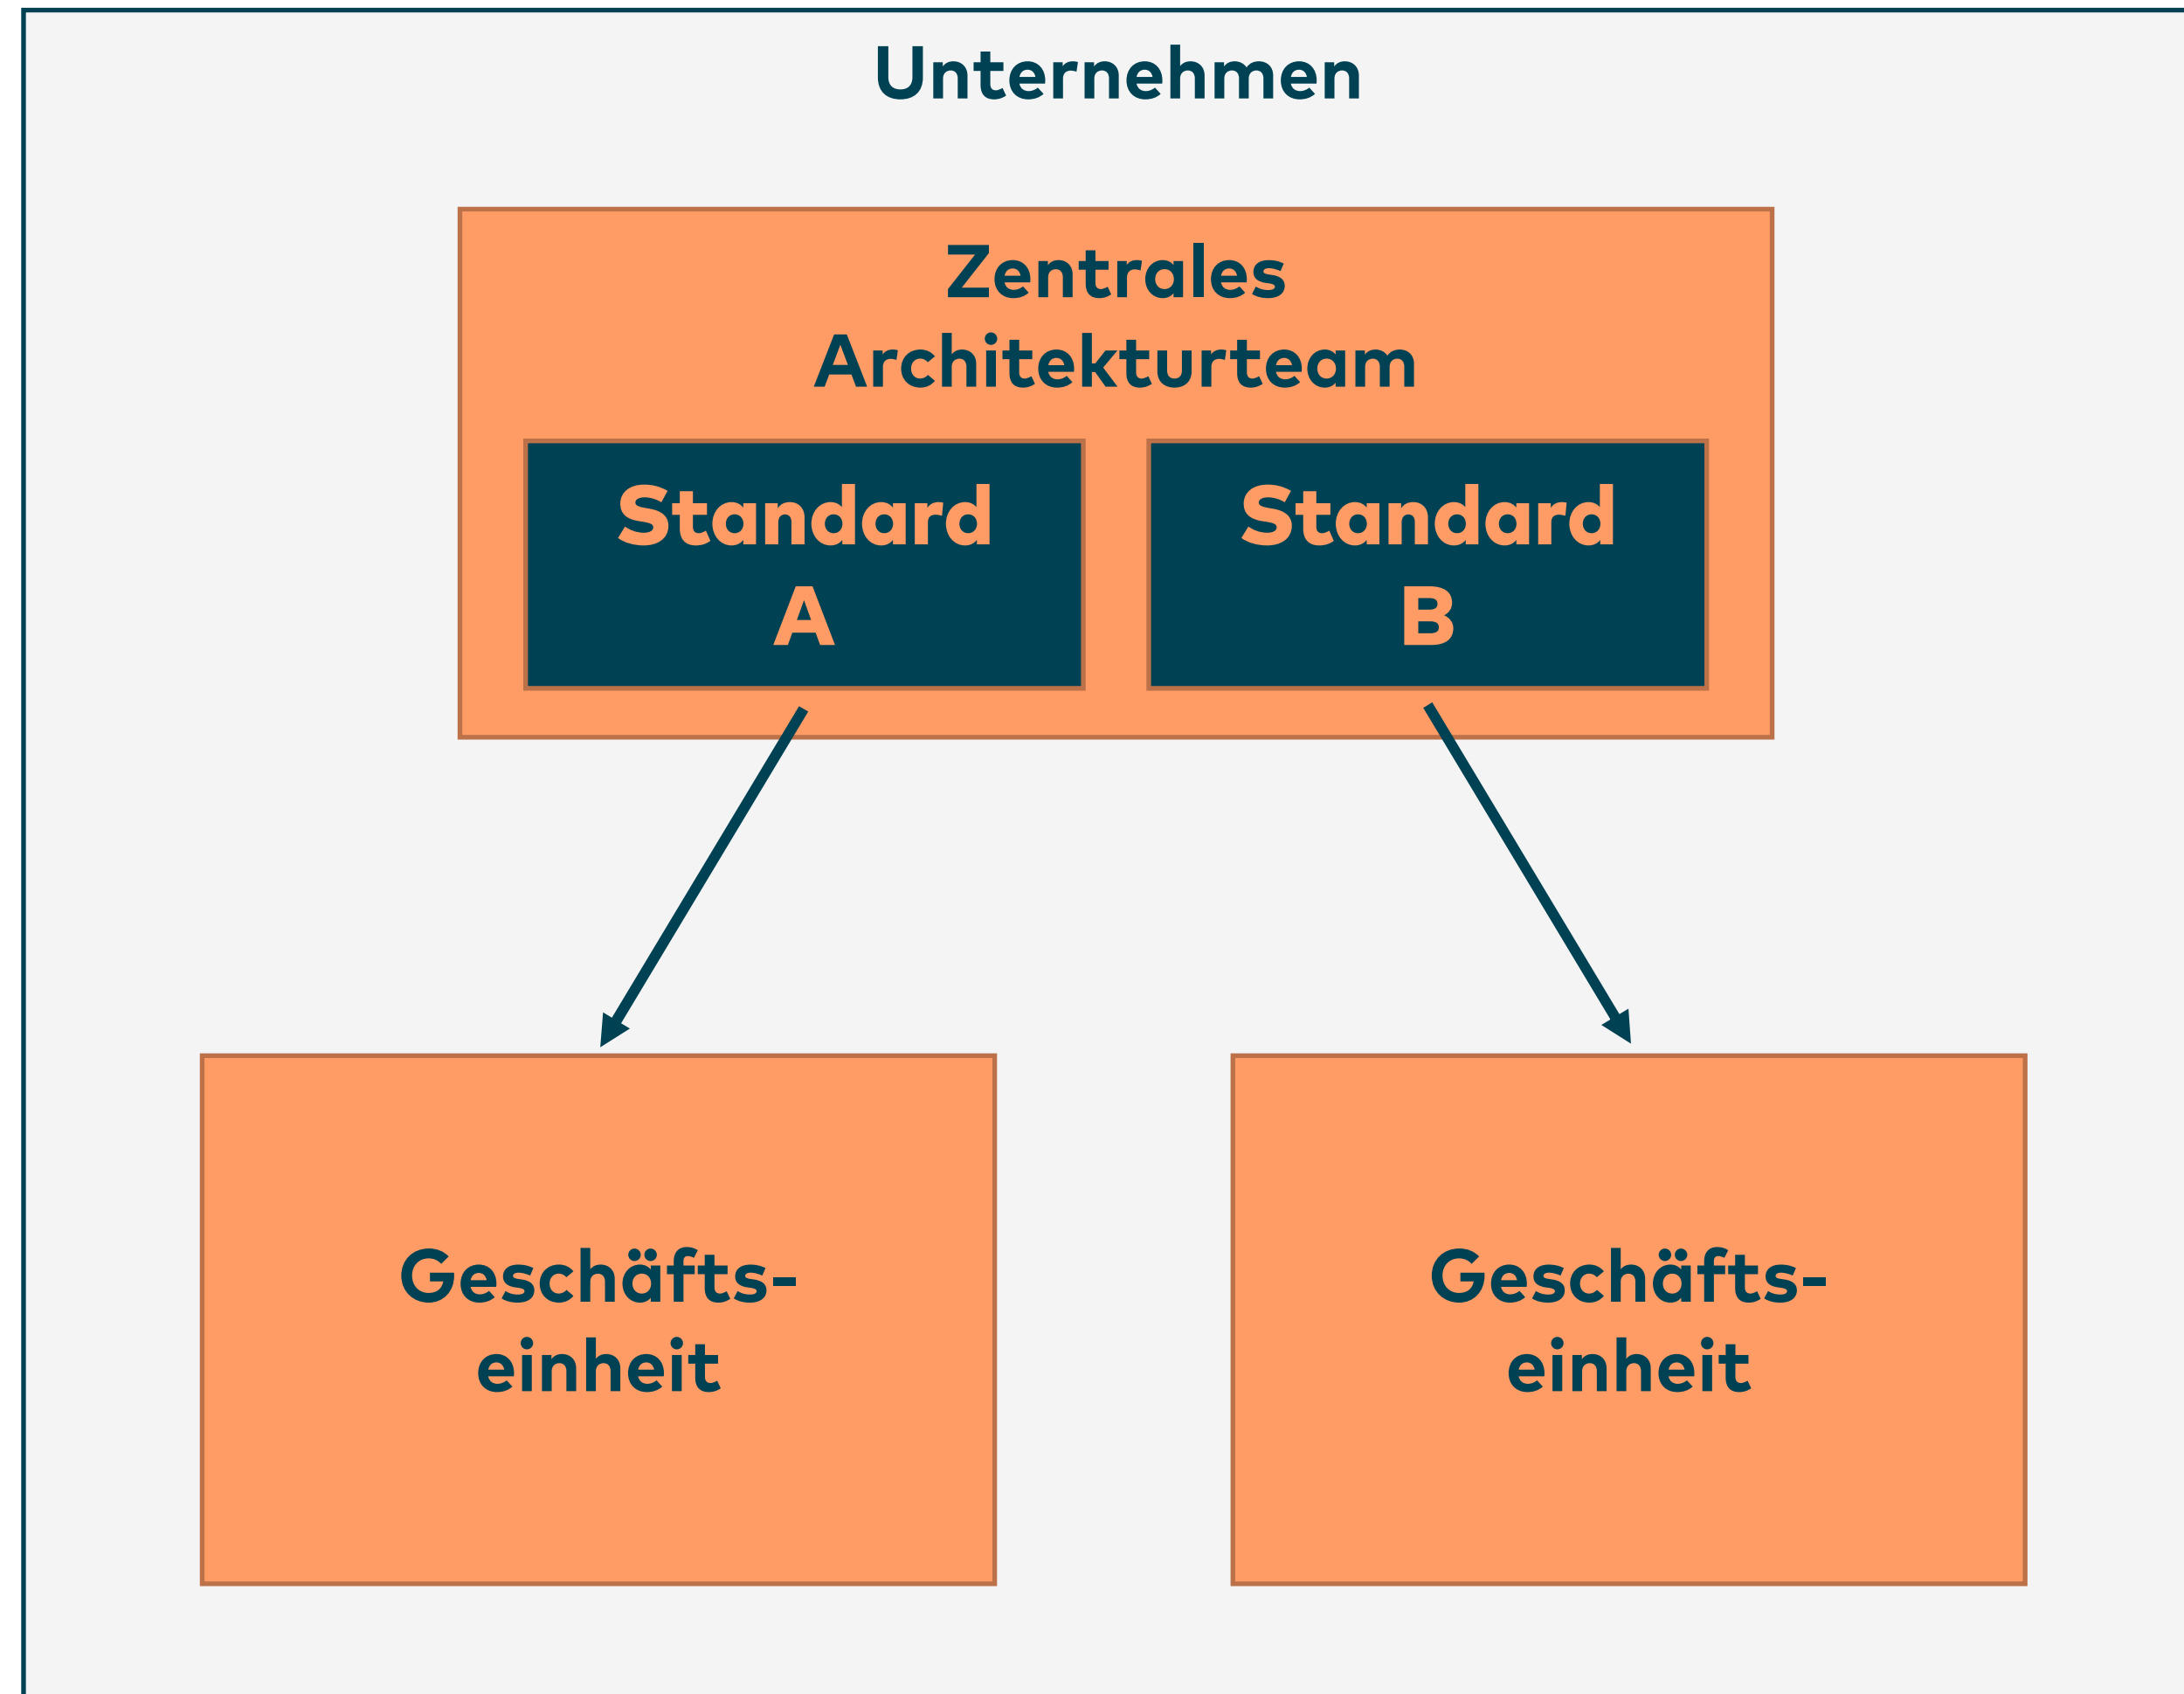 Unternehmen
Zentrales
Architekturteam
Standard
A
Standard
B
Geschäfts-
einheit
Geschäfts-
einheit